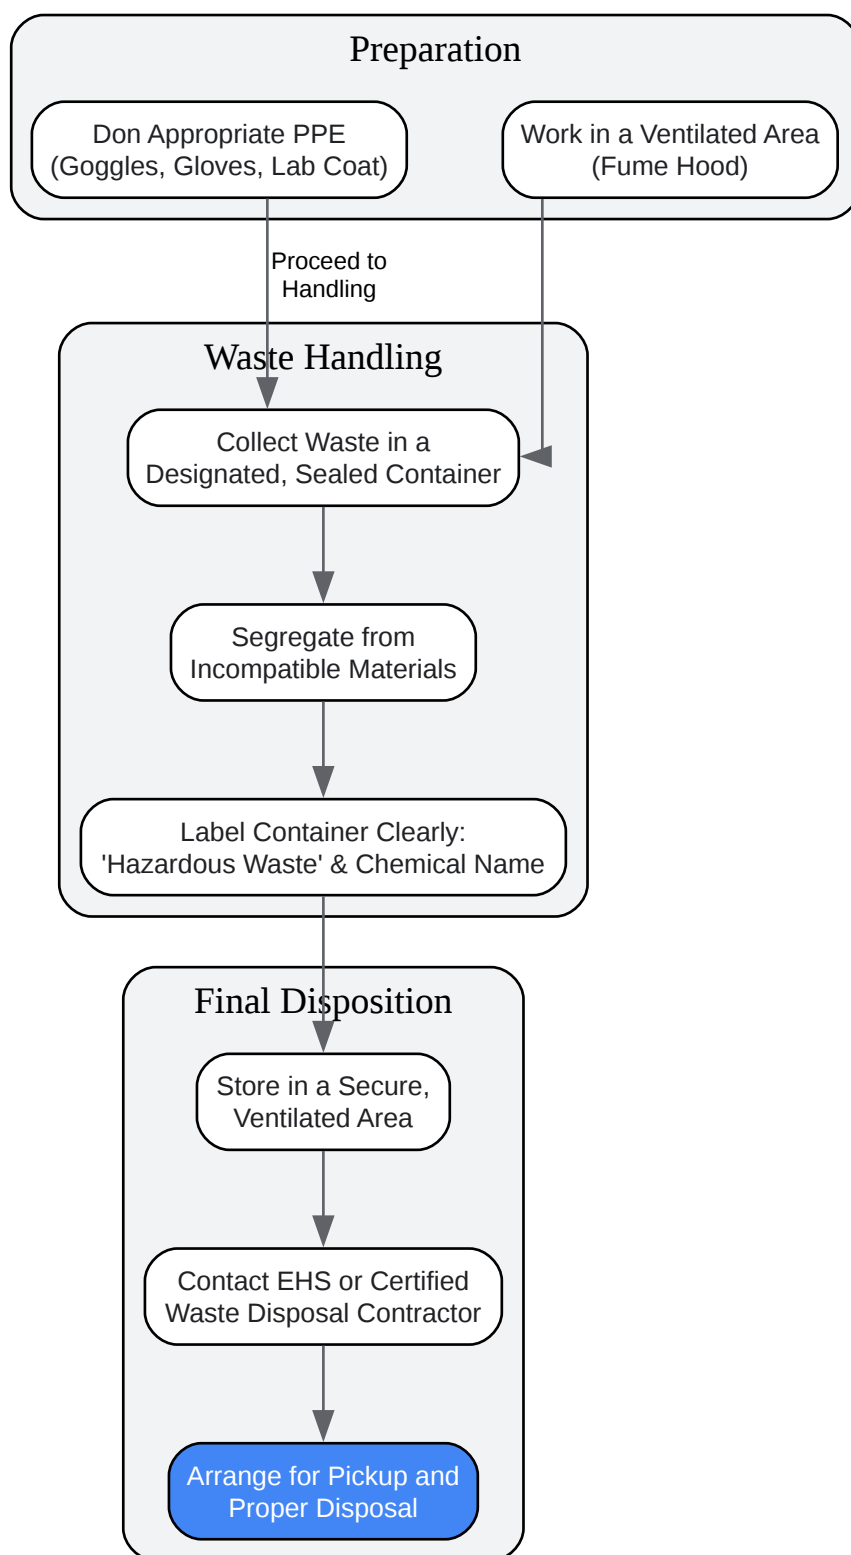 Preparation
Don Appropriate PPE
(Goggles, Gloves, Lab Coat)
Work in a Ventilated Area
(Fume Hood)
Proceed to
Handling
Waste Handling
Collect Waste in a
Designated, Sealed Container
Segregate from
Incompatible Materials
Label Container Clearly:
'Hazardous Waste' & Chemical Name
Final Disposition
Store in a Secure,
Ventilated Area
Contact EHS or Certified
Waste Disposal Contractor
Arrange for Pickup and
Proper Disposal